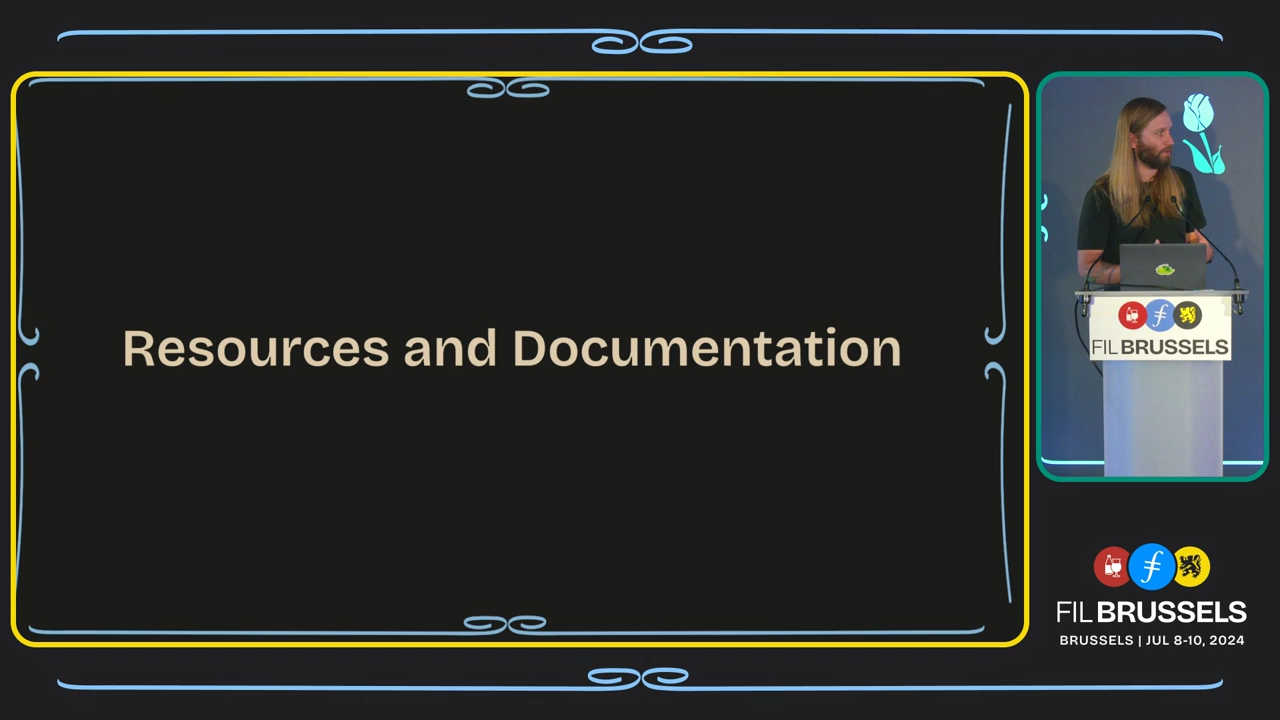 Resources and Documentation
FIL BRUSSELS
FIL BRUSSELS
BRUSSELS | JUL 8-10, 2024